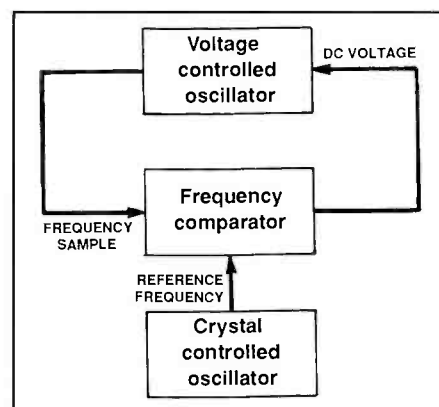 Voltage
controlled
oscillator
DC VOLTAGE
Frequency
comparator
FREQUENCY
SAMPLE
REFERENCE
FREQUENCY
Crystal
controlled
oscillator